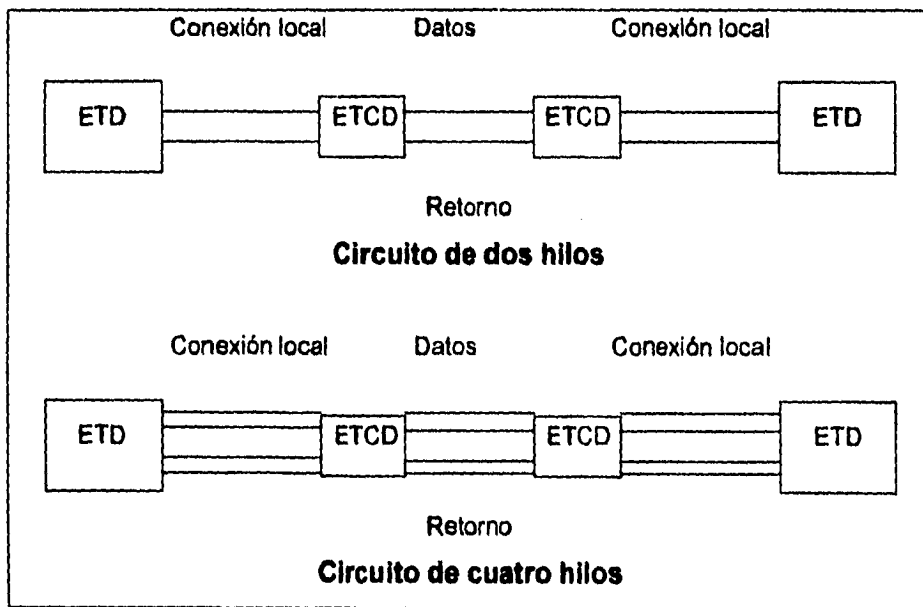 Conexión local Datos Conexión local
ETD ETCD ETCD ETD
Retorno
Circuito de dos hilos
Conexión local Datos Conexión local
ETD ETCD ETCD ETD
Retorno
Circuito de cuatro hilos